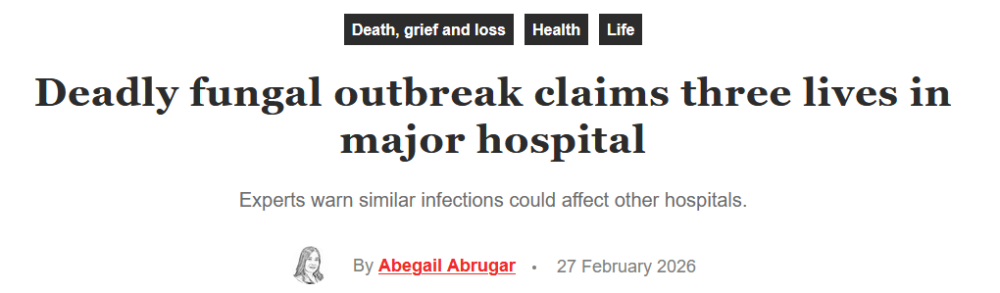 Death, grief and loss Health Life
Deadly fungal outbreak claims three lives in
major hospital
Experts warn similar infections could affect other hospitals.
By Abegail Abrugar • 27 February 2026